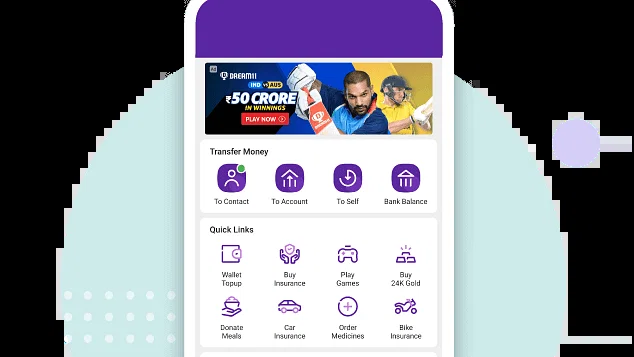 Ad
DREAM11
IND vs AUS
₹50 CRORE
IN WINNINGS
PLAY NOW
Transfer Money
To Contact To Account To Self Bank Balance
Quick Links
Wallet Buy Play Buy
Topup Insurance Games 24K Gold
Donate Car Order Bike
Meals Insurance Medicines Insurance